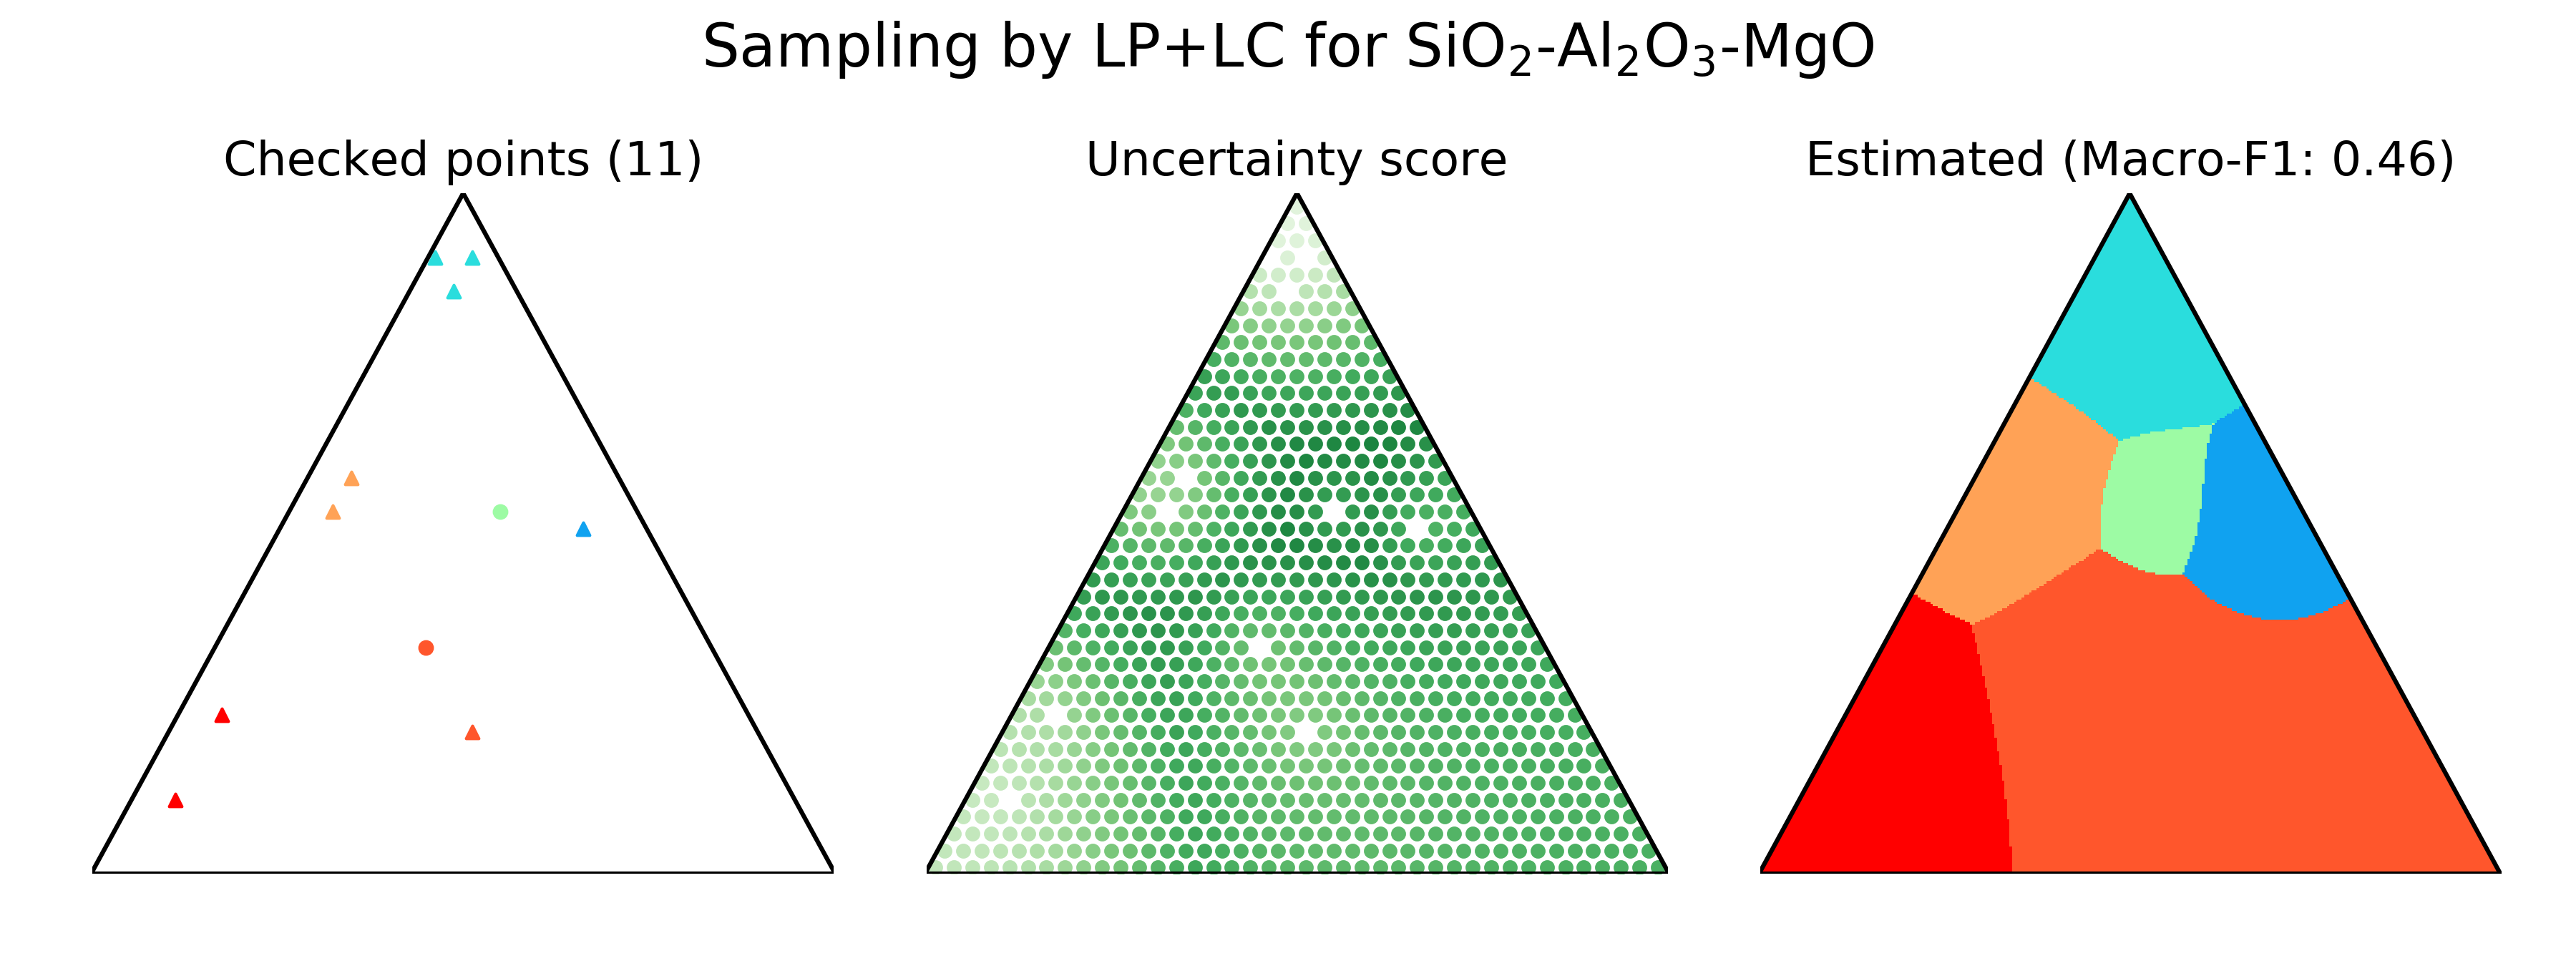 Sampling by LP+LC for SiO₂-Al₂O₃-MgO
Checked points (11)
Uncertainty score
Estimated (Macro-F1: 0.46)